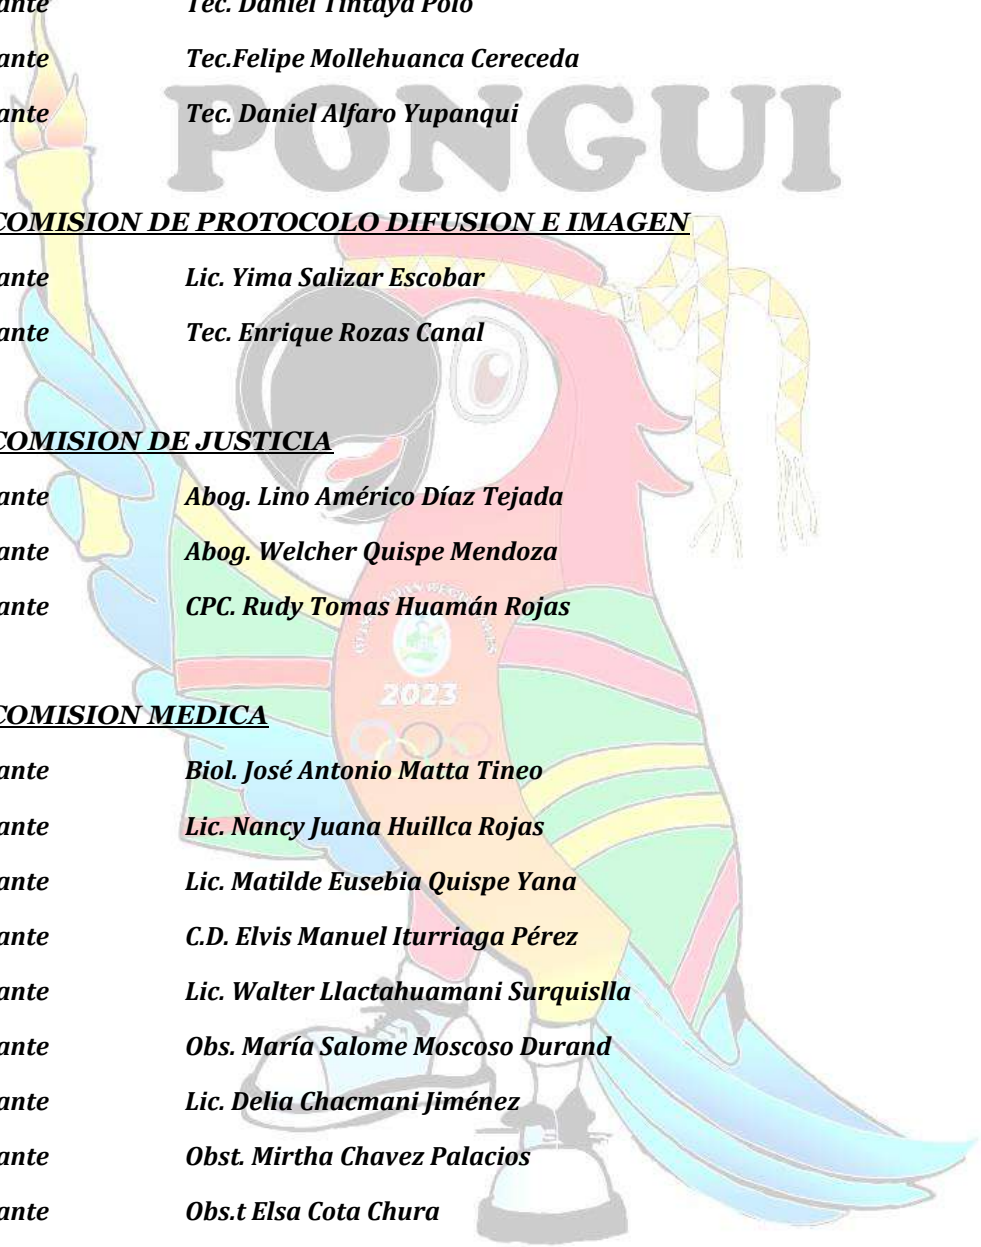 ante Tec. Daniel Tintaya Polo
ante Tec.Felipe Mollehuanca Cereceda
ante Tec. Daniel Alfaro Yupanqui
PONGUI
COMISION DE PROTOCOLO DIFUSION E IMAGEN
ante Lic. Yima Salizar Escobar
ante Tec. Enrique Rozas Canal
COMISION DE JUSTICIA
ante Abog. Lino Américo Díaz Tejada
ante Abog. Welcher Quispe Mendoza
ante CPC. Rudy Tomas Huamán Rojas
2023
COMISION MEDICA
ante Biol. José Antonio Matta Tineo
ante Lic. Nancy Juana Huillca Rojas
ante Lic. Matilde Eusebia Quispe Yana
ante C.D. Elvis Manuel Iturriaga Pérez
ante Lic. Walter Llactahuamani Surquislla
ante Obs. María Salome Moscoso Durand
ante Lic. Delia Chacmani Jiménez
ante Obst. Mirtha Chavez Palacios
ante Obs.t Elsa Cota Chura